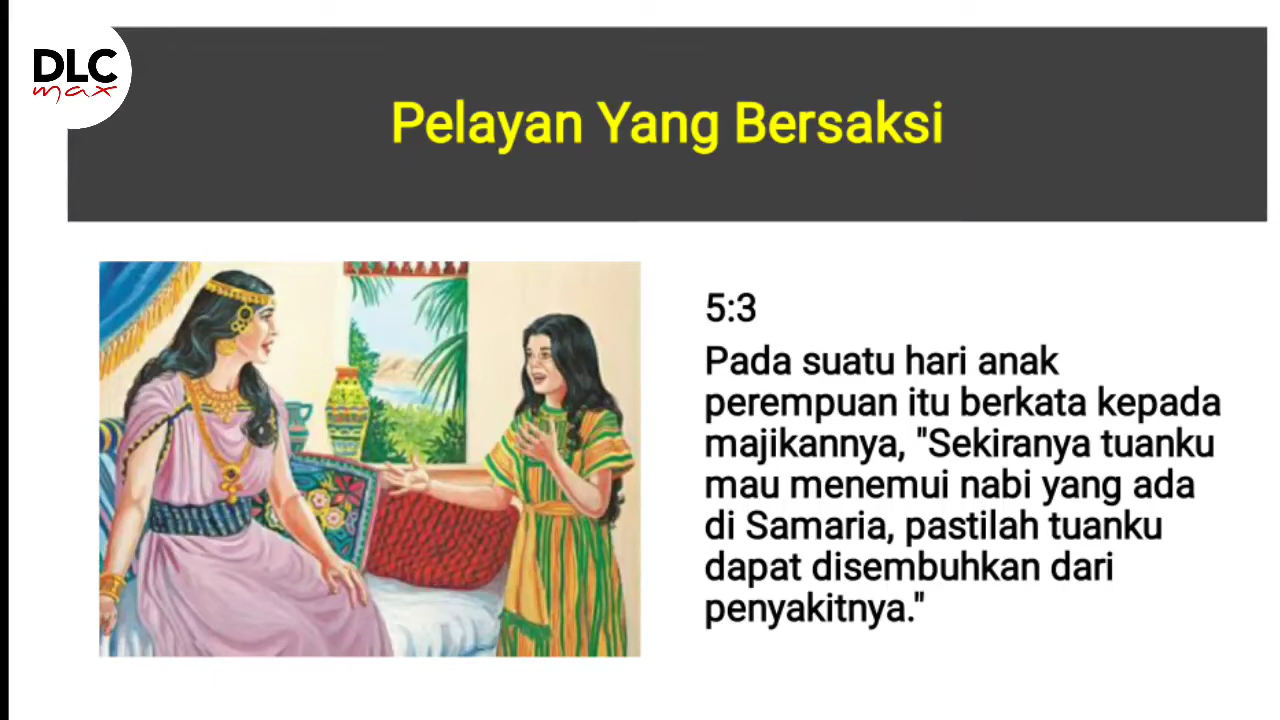 DLC
max
Pelayan Yang Bersaksi
5:3
Pada suatu hari anak
perempuan itu berkata kepada
majikannya, "Sekiranya tuanku
mau menemui nabi yang ada
di Samaria, pastilah tuanku
dapat disembuhkan dari
penyakitnya."